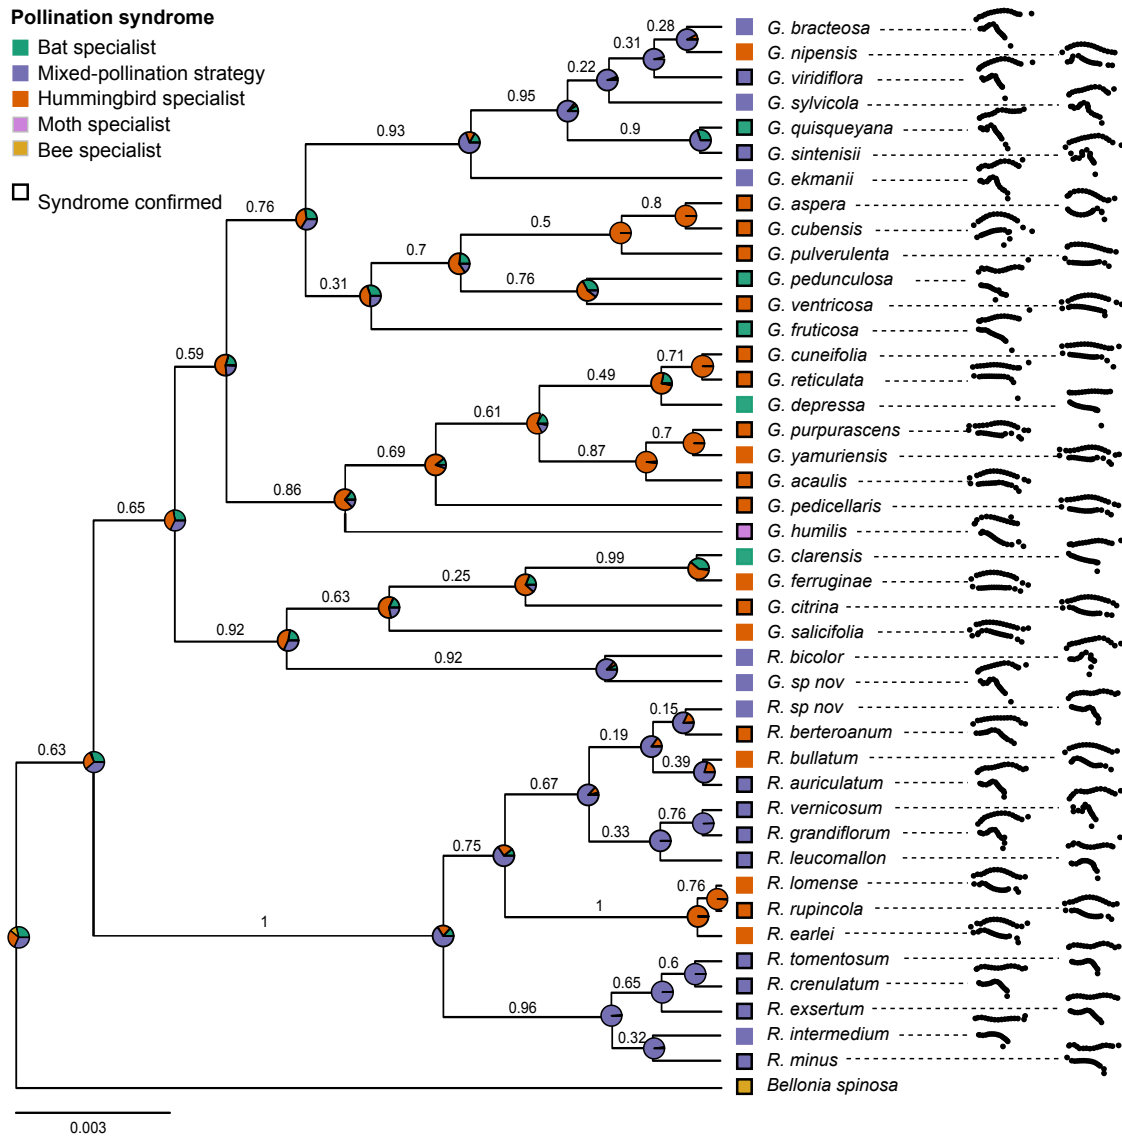 Pollination syndrome
Bat specialist
Mixed-pollination strategy
Hummingbird specialist
Moth specialist
Bee specialist
Syndrome confirmed
0.28
0.31
0.22
0.95
0.9
0.93
0.76
0.8
0.5
0.7
0.76
0.31
0.59
0.71
0.49
0.61
0.7
0.87
0.69
0.86
0.65
0.99
0.25
0.63
0.92
0.92
0.63
0.15
0.19
0.39
0.67
0.76
0.33
0.75
0.76
1
1
0.6
0.65
0.96
0.32
G. bracteosa
G. nipensis
G. viridiflora
G. sylvicola
G. quisqueyana
G. sintenisii
G. ekmanii
G. aspera
G. cubensis
G. pulverulenta
G. pedunculosa
G. ventricosa
G. fruticosa
G. cuneifolia
G. reticulata
G. depressa
G. purpurascens
G. yamuriensis
G. acaulis
G. pedicellaris
G. humilis
G. clarensis
G. ferruginae
G. citrina
G. salicifolia
R. bicolor
G. sp nov
R. sp nov
R. berteroanum
R. bullatum
R. auriculatum
R. vernicosum
R. grandiflorum
R. leucomallon
R. lomense
R. rupincola
R. earlei
R. tomentosum
R. crenulatum
R. exsertum
R. intermedium
R. minus
Bellonia spinosa
0.003